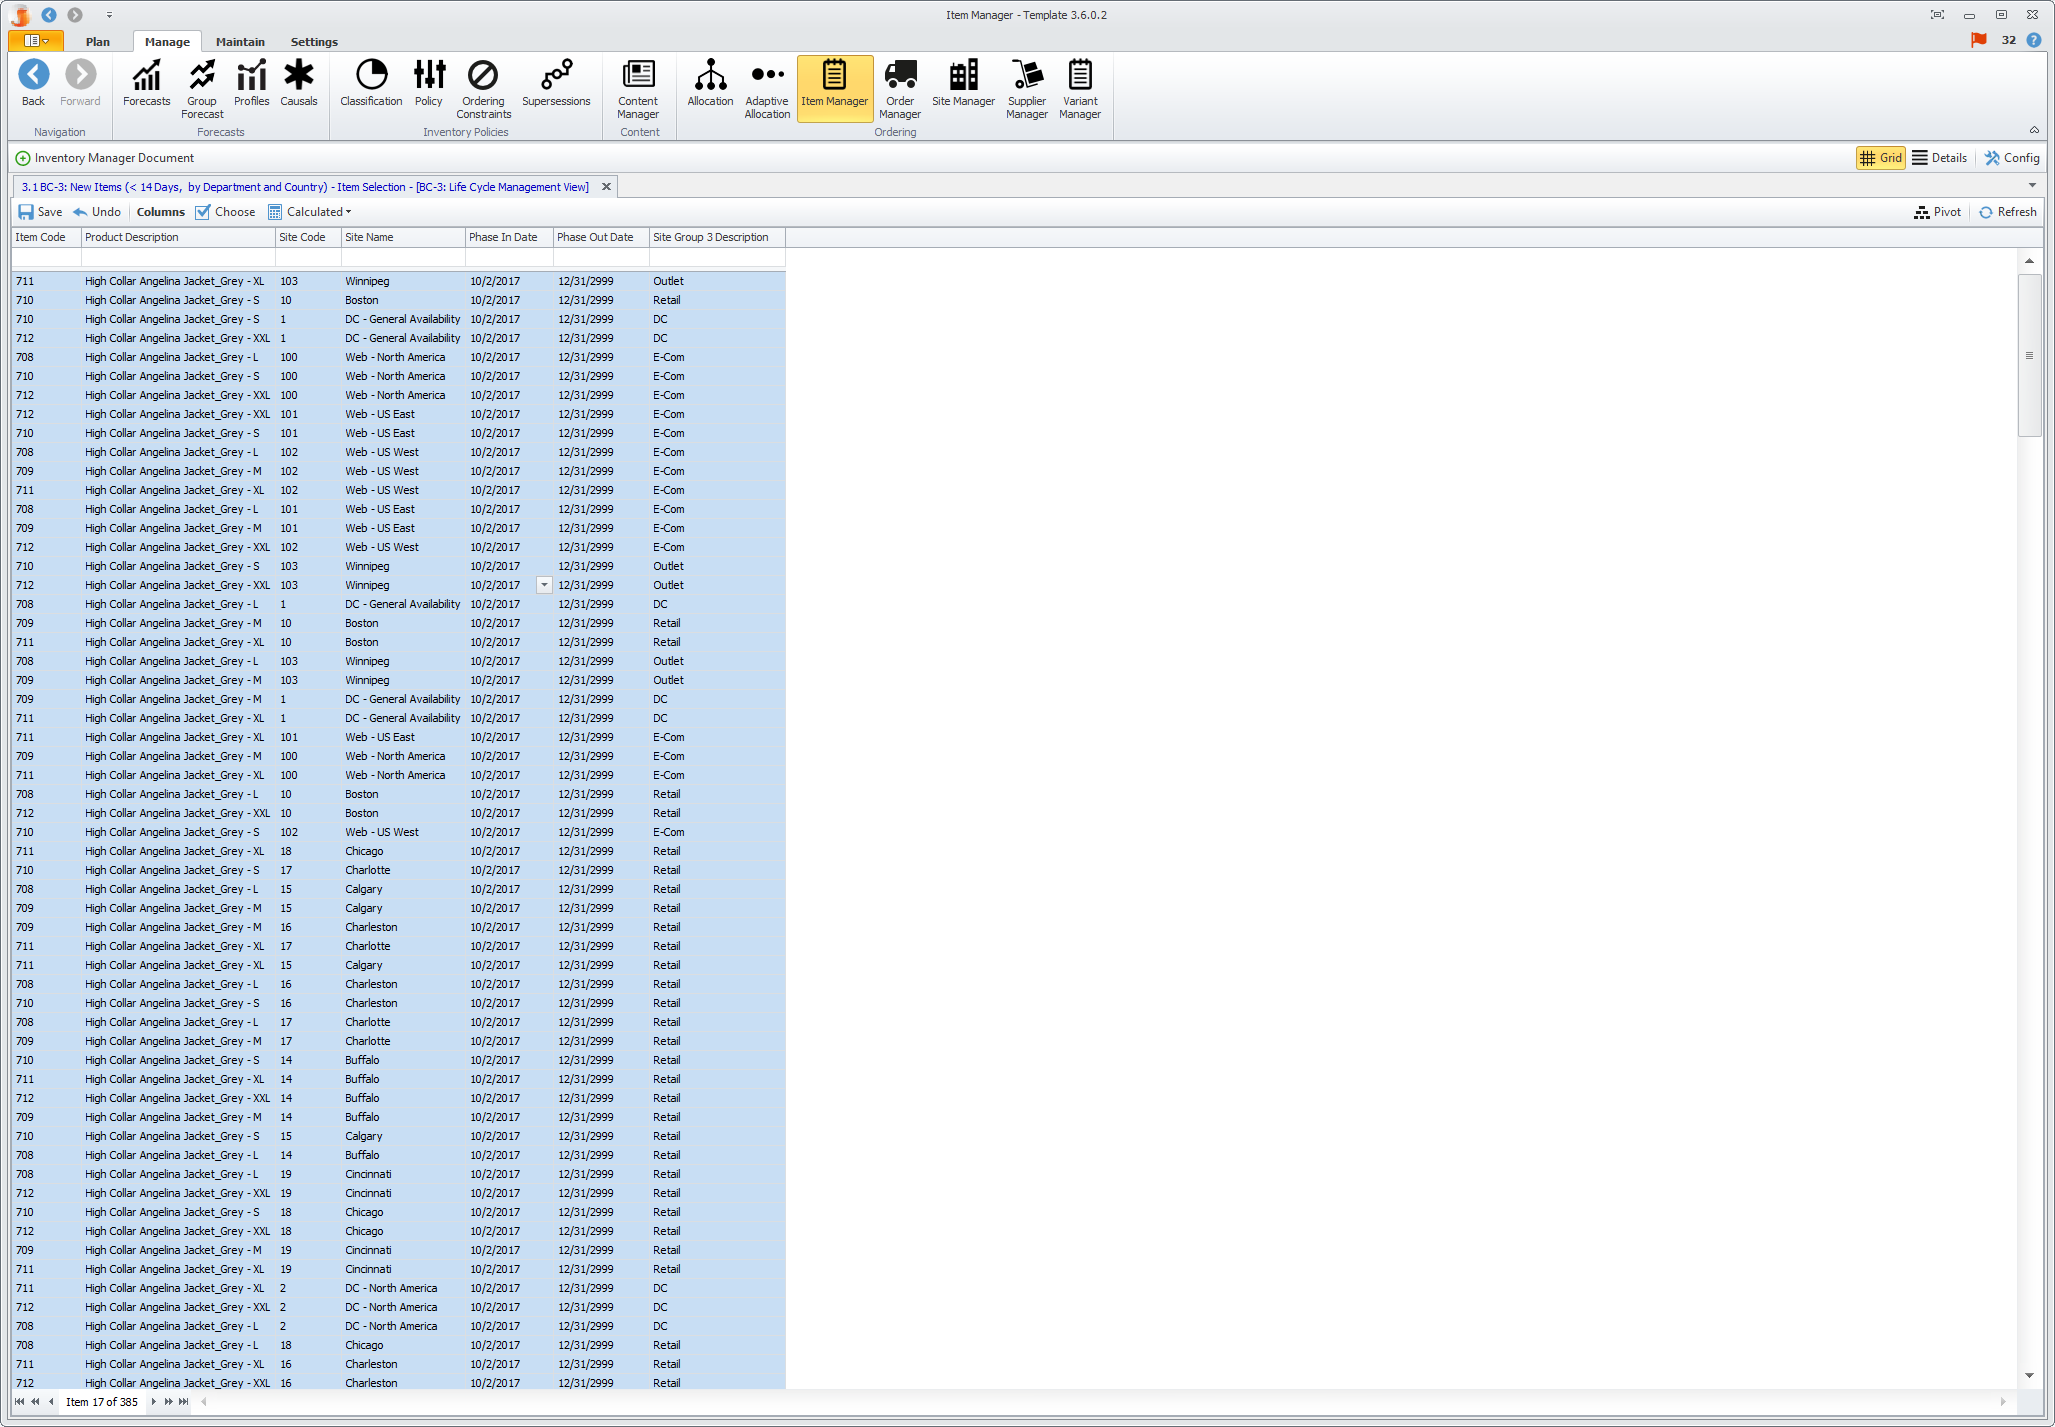 Item Manager - Template 3.6.0.2
Plan Manage Maintain Settings 32
Back Forward Forecasts Group Forecast Profiles Causals Classification Policy Ordering Constraints Supersessions Content Manager Allocation Adaptive Allocation Item Manager Order Manager Site Manager Supplier Manager Variant Manager
Navigation Forecasts Inventory Policies Content Ordering
Inventory Manager Document Grid Details Config
3.1 BC-3: New Items (< 14 Days, by Department and Country) - Item Selection - [BC-3: Life Cycle Management View]
Save Undo Columns Choose Calculated Pivot Refresh
Item Code Product Description Site Code Site Name Phase In Date Phase Out Date Site Group 3 Description
711 High Collar Angelina Jacket_Grey - XL 103 Winnipeg 10/2/2017 12/31/2999 Outlet
710 High Collar Angelina Jacket_Grey - S 10 Boston 10/2/2017 12/31/2999 Retail
710 High Collar Angelina Jacket_Grey - S 1 DC - General Availability 10/2/2017 12/31/2999 DC
712 High Collar Angelina Jacket_Grey - XXL 1 DC - General Availability 10/2/2017 12/31/2999 DC
708 High Collar Angelina Jacket_Grey - L 100 Web - North America 10/2/2017 12/31/2999 E-Com
710 High Collar Angelina Jacket_Grey - S 100 Web - North America 10/2/2017 12/31/2999 E-Com
712 High Collar Angelina Jacket_Grey - XXL 100 Web - North America 10/2/2017 12/31/2999 E-Com
712 High Collar Angelina Jacket_Grey - XXL 101 Web - US East 10/2/2017 12/31/2999 E-Com
710 High Collar Angelina Jacket_Grey - S 101 Web - US East 10/2/2017 12/31/2999 E-Com
708 High Collar Angelina Jacket_Grey - L 102 Web - US West 10/2/2017 12/31/2999 E-Com
709 High Collar Angelina Jacket_Grey - M 102 Web - US West 10/2/2017 12/31/2999 E-Com
711 High Collar Angelina Jacket_Grey - XL 102 Web - US West 10/2/2017 12/31/2999 E-Com
708 High Collar Angelina Jacket_Grey - L 101 Web - US East 10/2/2017 12/31/2999 E-Com
709 High Collar Angelina Jacket_Grey - M 101 Web - US East 10/2/2017 12/31/2999 E-Com
712 High Collar Angelina Jacket_Grey - XXL 102 Web - US West 10/2/2017 12/31/2999 E-Com
710 High Collar Angelina Jacket_Grey - S 103 Winnipeg 10/2/2017 12/31/2999 Outlet
712 High Collar Angelina Jacket_Grey - XXL 103 Winnipeg 10/2/2017 12/31/2999 Outlet
708 High Collar Angelina Jacket_Grey - L 1 DC - General Availability 10/2/2017 12/31/2999 DC
709 High Collar Angelina Jacket_Grey - M 10 Boston 10/2/2017 12/31/2999 Retail
711 High Collar Angelina Jacket_Grey - XL 10 Boston 10/2/2017 12/31/2999 Retail
708 High Collar Angelina Jacket_Grey - L 103 Winnipeg 10/2/2017 12/31/2999 Outlet
709 High Collar Angelina Jacket_Grey - M 103 Winnipeg 10/2/2017 12/31/2999 Outlet
709 High Collar Angelina Jacket_Grey - M 1 DC - General Availability 10/2/2017 12/31/2999 DC
711 High Collar Angelina Jacket_Grey - XL 1 DC - General Availability 10/2/2017 12/31/2999 DC
711 High Collar Angelina Jacket_Grey - XL 101 Web - US East 10/2/2017 12/31/2999 E-Com
709 High Collar Angelina Jacket_Grey - M 100 Web - North America 10/2/2017 12/31/2999 E-Com
711 High Collar Angelina Jacket_Grey - XL 100 Web - North America 10/2/2017 12/31/2999 E-Com
708 High Collar Angelina Jacket_Grey - L 10 Boston 10/2/2017 12/31/2999 Retail
712 High Collar Angelina Jacket_Grey - XXL 10 Boston 10/2/2017 12/31/2999 Retail
710 High Collar Angelina Jacket_Grey - S 102 Web - US West 10/2/2017 12/31/2999 E-Com
711 High Collar Angelina Jacket_Grey - XL 18 Chicago 10/2/2017 12/31/2999 Retail
710 High Collar Angelina Jacket_Grey - S 17 Charlotte 10/2/2017 12/31/2999 Retail
708 High Collar Angelina Jacket_Grey - L 15 Calgary 10/2/2017 12/31/2999 Retail
709 High Collar Angelina Jacket_Grey - M 15 Calgary 10/2/2017 12/31/2999 Retail
709 High Collar Angelina Jacket_Grey - M 16 Charleston 10/2/2017 12/31/2999 Retail
711 High Collar Angelina Jacket_Grey - XL 17 Charlotte 10/2/2017 12/31/2999 Retail
711 High Collar Angelina Jacket_Grey - XL 15 Calgary 10/2/2017 12/31/2999 Retail
708 High Collar Angelina Jacket_Grey - L 16 Charleston 10/2/2017 12/31/2999 Retail
710 High Collar Angelina Jacket_Grey - S 16 Charleston 10/2/2017 12/31/2999 Retail
708 High Collar Angelina Jacket_Grey - L 17 Charlotte 10/2/2017 12/31/2999 Retail
709 High Collar Angelina Jacket_Grey - M 17 Charlotte 10/2/2017 12/31/2999 Retail
710 High Collar Angelina Jacket_Grey - S 14 Buffalo 10/2/2017 12/31/2999 Retail
711 High Collar Angelina Jacket_Grey - XL 14 Buffalo 10/2/2017 12/31/2999 Retail
712 High Collar Angelina Jacket_Grey - XXL 14 Buffalo 10/2/2017 12/31/2999 Retail
709 High Collar Angelina Jacket_Grey - M 14 Buffalo 10/2/2017 12/31/2999 Retail
710 High Collar Angelina Jacket_Grey - S 15 Calgary 10/2/2017 12/31/2999 Retail
708 High Collar Angelina Jacket_Grey - L 14 Buffalo 10/2/2017 12/31/2999 Retail
708 High Collar Angelina Jacket_Grey - L 19 Cincinnati 10/2/2017 12/31/2999 Retail
712 High Collar Angelina Jacket_Grey - XXL 19 Cincinnati 10/2/2017 12/31/2999 Retail
710 High Collar Angelina Jacket_Grey - S 18 Chicago 10/2/2017 12/31/2999 Retail
712 High Collar Angelina Jacket_Grey - XXL 18 Chicago 10/2/2017 12/31/2999 Retail
709 High Collar Angelina Jacket_Grey - M 19 Cincinnati 10/2/2017 12/31/2999 Retail
711 High Collar Angelina Jacket_Grey - XL 19 Cincinnati 10/2/2017 12/31/2999 Retail
711 High Collar Angelina Jacket_Grey - XL 2 DC - North America 10/2/2017 12/31/2999 DC
712 High Collar Angelina Jacket_Grey - XXL 2 DC - North America 10/2/2017 12/31/2999 DC
708 High Collar Angelina Jacket_Grey - L 2 DC - North America 10/2/2017 12/31/2999 DC
708 High Collar Angelina Jacket_Grey - L 18 Chicago 10/2/2017 12/31/2999 Retail
711 High Collar Angelina Jacket_Grey - XL 16 Charleston 10/2/2017 12/31/2999 Retail
712 High Collar Angelina Jacket_Grey - XXL 16 Charleston 10/2/2017 12/31/2999 Retail
Item 17 of 385